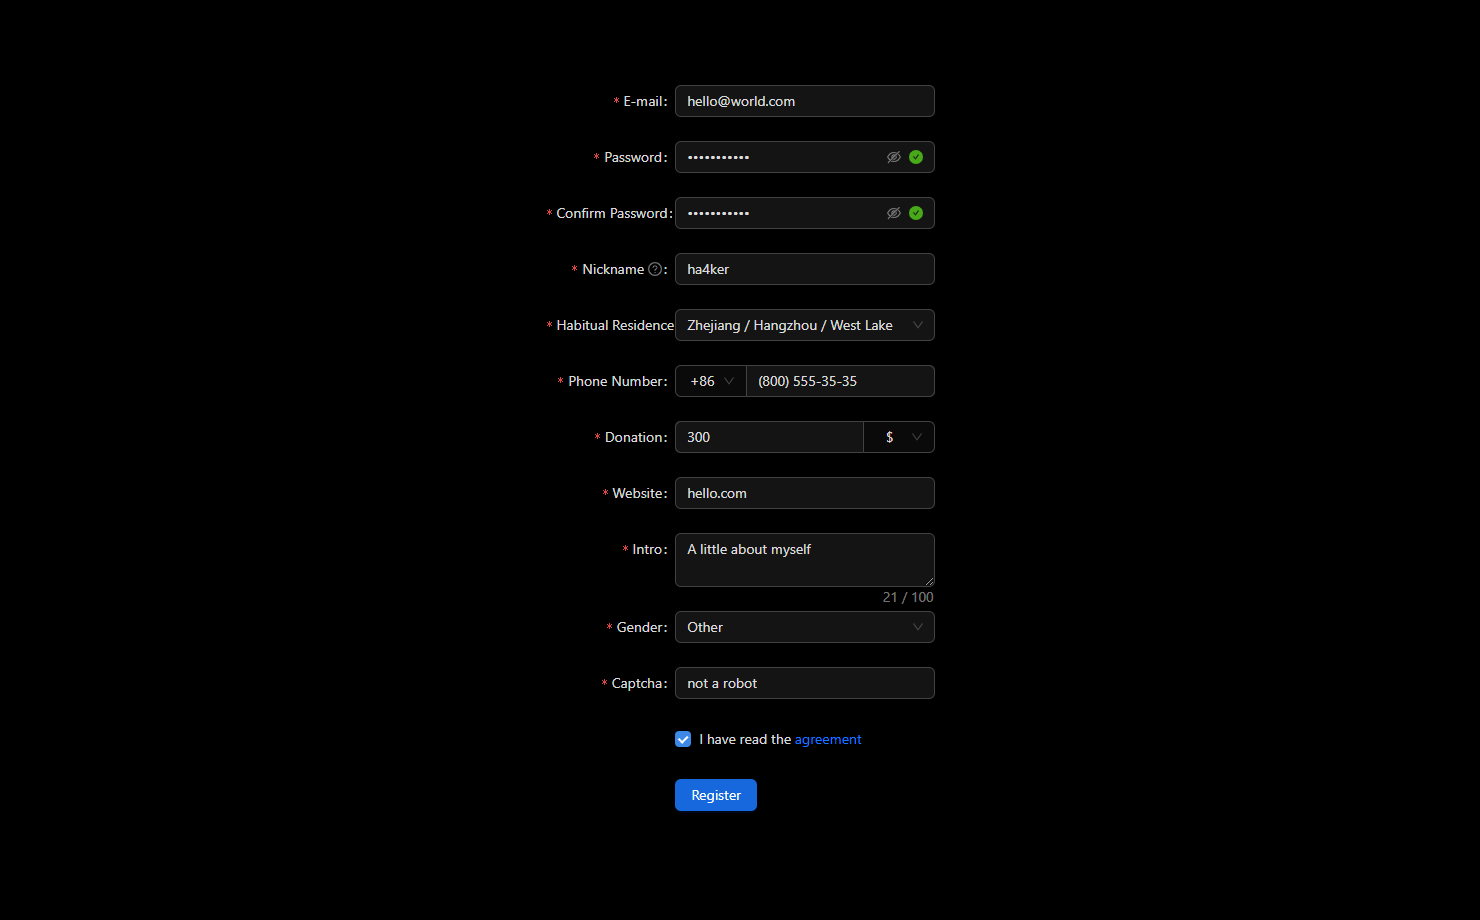 * E-mail: hello@world.com
* Password: •••••••••••
* Confirm Password: •••••••••••
* Nickname ?: ha4ker
* Habitual Residence Zhejiang / Hangzhou / West Lake
* Phone Number: +86 (800) 555-35-35
* Donation: 300 $
* Website: hello.com
* Intro: A little about myself
21 / 100
* Gender: Other
* Captcha: not a robot
I have read the agreement
Register